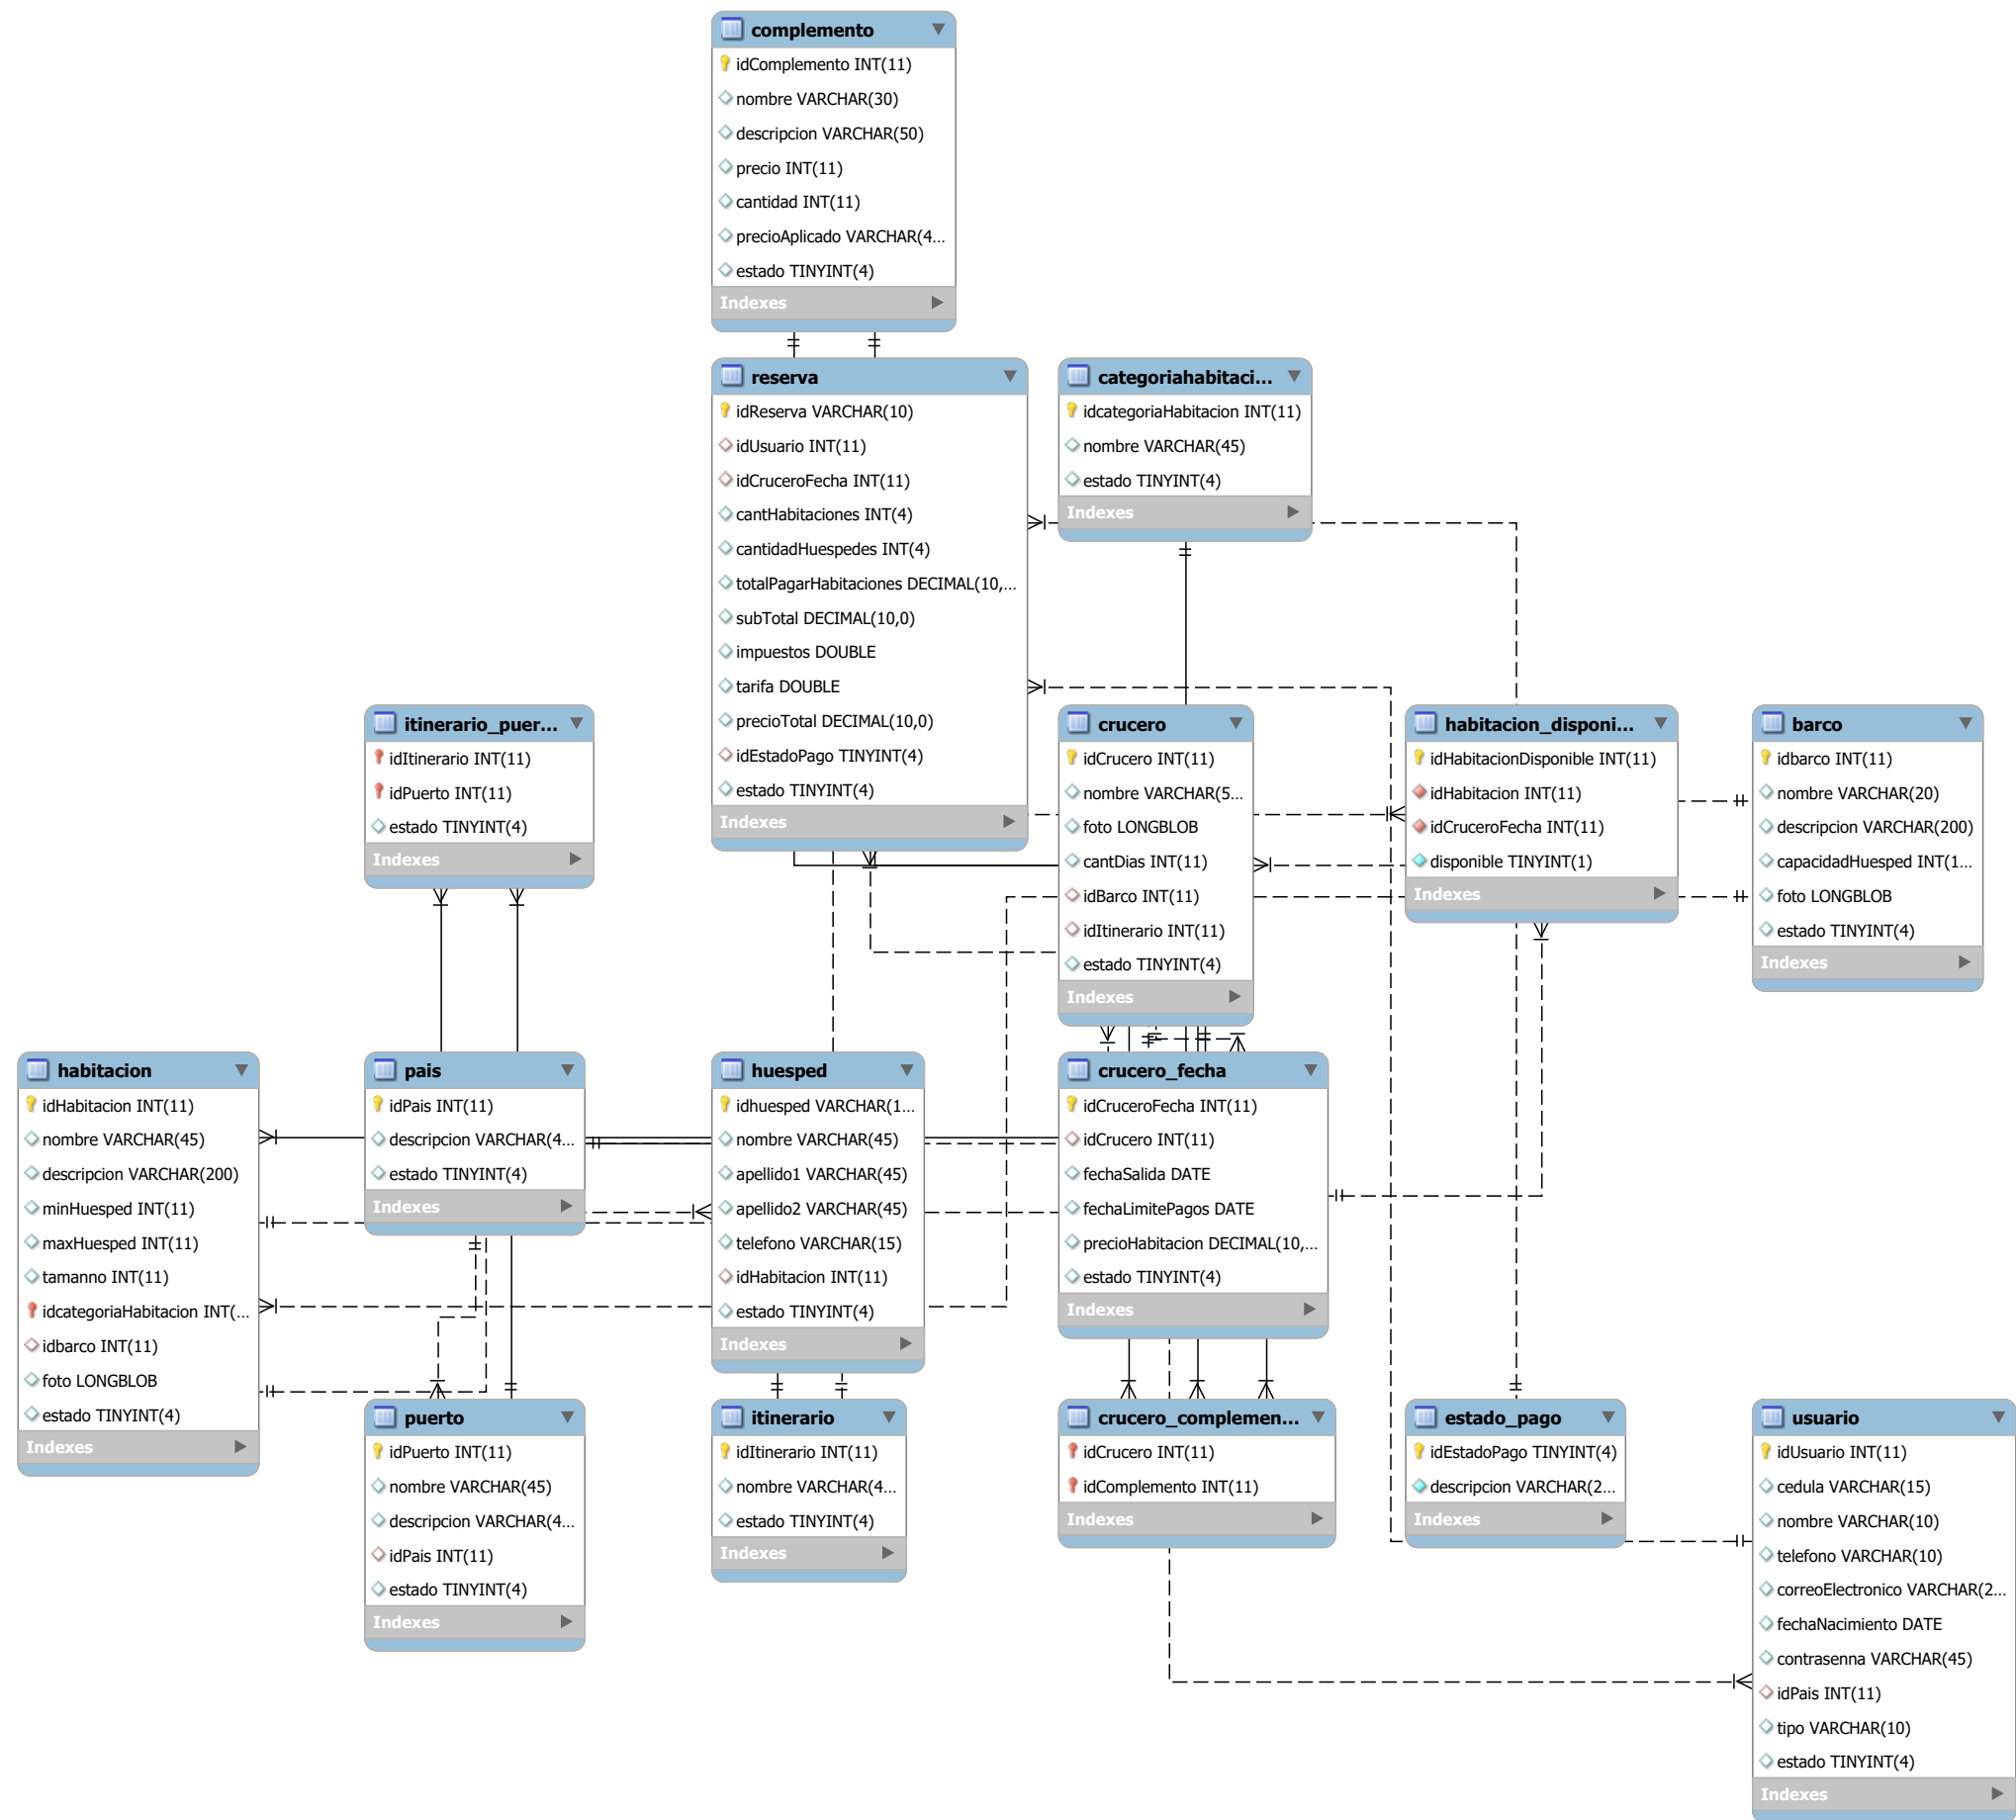 complemento
idComplemento INT(11)
nombre VARCHAR(30)
descripcion VARCHAR(50)
precio INT(11)
cantidad INT(11)
precioAplicado VARCHAR(4...
estado TINYINT(4)
Indexes
reserva
idReserva VARCHAR(10)
idUsuario INT(11)
idCruceroFecha INT(11)
cantHabitaciones INT(4)
cantidadHuespedes INT(4)
totalPagarHabitaciones DECIMAL(10,...
subTotal DECIMAL(10,0)
impuestos DOUBLE
tarifa DOUBLE
precioTotal DECIMAL(10,0)
idEstadoPago TINYINT(4)
estado TINYINT(4)
Indexes
categoriahabitaci...
idcategoriaHabitacion INT(11)
nombre VARCHAR(45)
estado TINYINT(4)
Indexes
itinerario_puer...
idItinerario INT(11)
idPuerto INT(11)
estado TINYINT(4)
Indexes
crucero
idCrucero INT(11)
nombre VARCHAR(5...
foto LONGBLOB
cantDias INT(11)
idBarco INT(11)
idItinerario INT(11)
estado TINYINT(4)
Indexes
habitacion_disponi...
idHabitacionDisponible INT(11)
idHabitacion INT(11)
idCruceroFecha INT(11)
disponible TINYINT(1)
Indexes
barco
idbarco INT(11)
nombre VARCHAR(20)
descripcion VARCHAR(200)
capacidadHuesped INT(1...
foto LONGBLOB
estado TINYINT(4)
Indexes
habitacion
idHabitacion INT(11)
nombre VARCHAR(45)
descripcion VARCHAR(200)
minHuesped INT(11)
maxHuesped INT(11)
tamanno INT(11)
idcategoriaHabitacion INT(...
idbarco INT(11)
foto LONGBLOB
estado TINYINT(4)
Indexes
pais
idPais INT(11)
descripcion VARCHAR(4...
estado TINYINT(4)
Indexes
huesped
idhuesped VARCHAR(1...
nombre VARCHAR(45)
apellido1 VARCHAR(45)
apellido2 VARCHAR(45)
telefono VARCHAR(15)
idHabitacion INT(11)
estado TINYINT(4)
Indexes
crucero_fecha
idCruceroFecha INT(11)
idCrucero INT(11)
fechaSalida DATE
fechaLimitePagos DATE
precioHabitacion DECIMAL(10,...
estado TINYINT(4)
Indexes
puerto
idPuerto INT(11)
nombre VARCHAR(45)
descripcion VARCHAR(4...
idPais INT(11)
estado TINYINT(4)
Indexes
itinerario
idItinerario INT(11)
nombre VARCHAR(4...
estado TINYINT(4)
Indexes
crucero_complemen...
idCrucero INT(11)
idComplemento INT(11)
Indexes
estado_pago
idEstadoPago TINYINT(4)
descripcion VARCHAR(2...
Indexes
usuario
idUsuario INT(11)
cedula VARCHAR(15)
nombre VARCHAR(10)
telefono VARCHAR(10)
correoElectronico VARCHAR(2...
fechaNacimiento DATE
contrasenna VARCHAR(45)
idPais INT(11)
tipo VARCHAR(10)
estado TINYINT(4)
Indexes